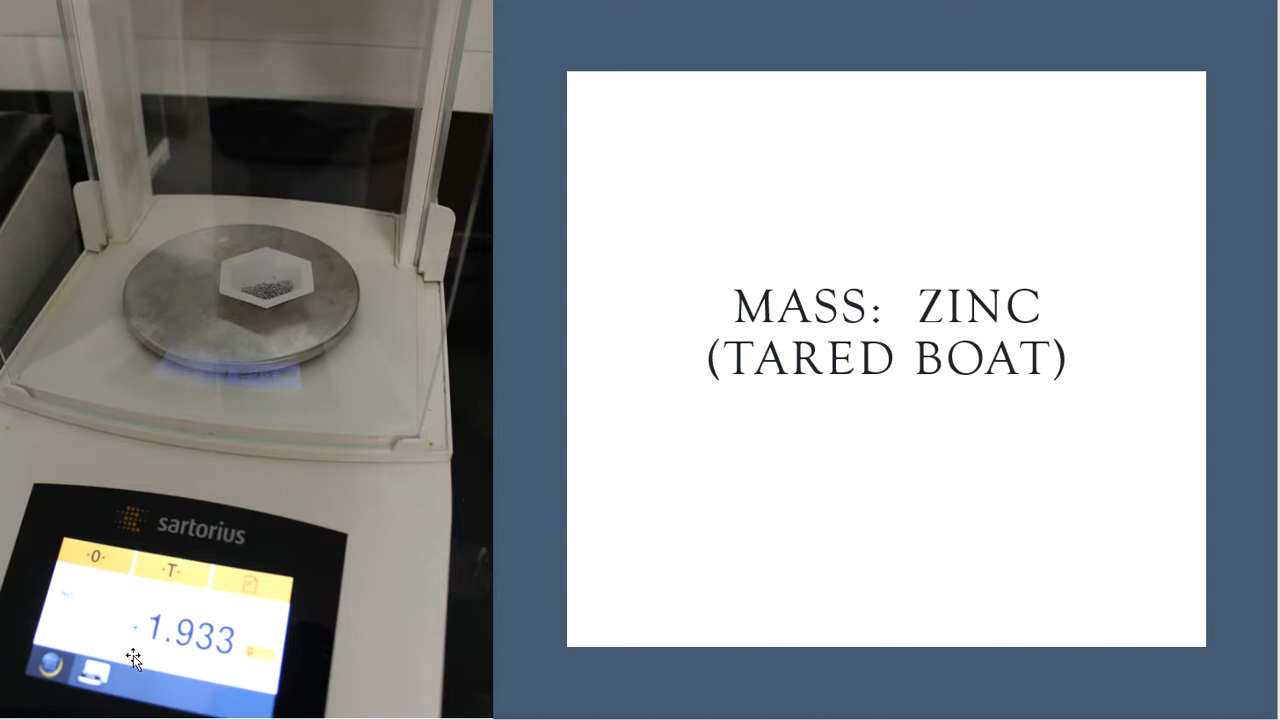 sartorius
·0·
·T·
+ 1.933
MASS: ZINC
(TARED BOAT)